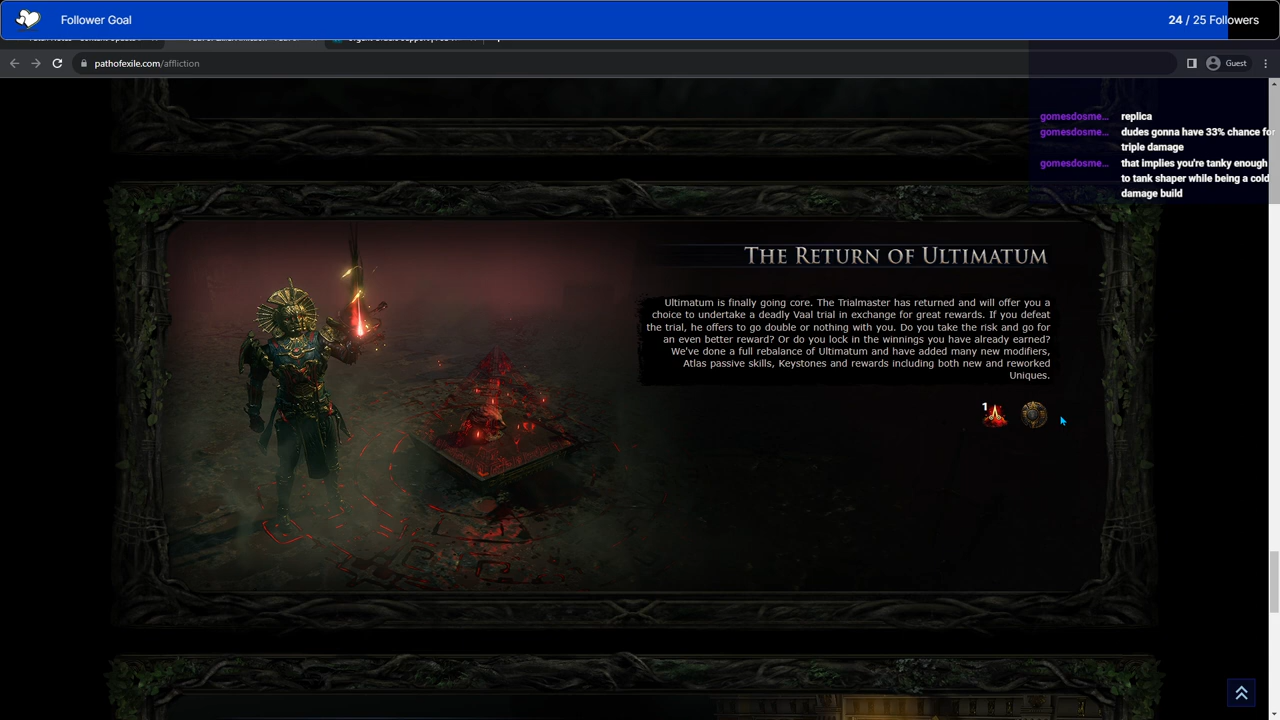 Follower Goal
24 / 25 Followers
pathofexile.com/affliction
Guest
gomesdosme... replica
gomesdosme... dudes gonna have 33% chance for
triple damage
gomesdosme... that implies you're tanky enough
to tank shaper while being a cold
damage build
The Return of Ultimatum
Ultimatum is finally going core. The Trialmaster has returned and will offer you a
choice to undertake a deadly Vaal trial in exchange for great rewards. If you defeat
the trial, he offers to go double or nothing with you. Do you take the risk and go for
an even better reward? Or do you lock in the winnings you have already earned?
We've done a full rebalance of Ultimatum and have added many new modifiers,
Atlas passive skills, Keystones and rewards including both new and reworked
Uniques.
1